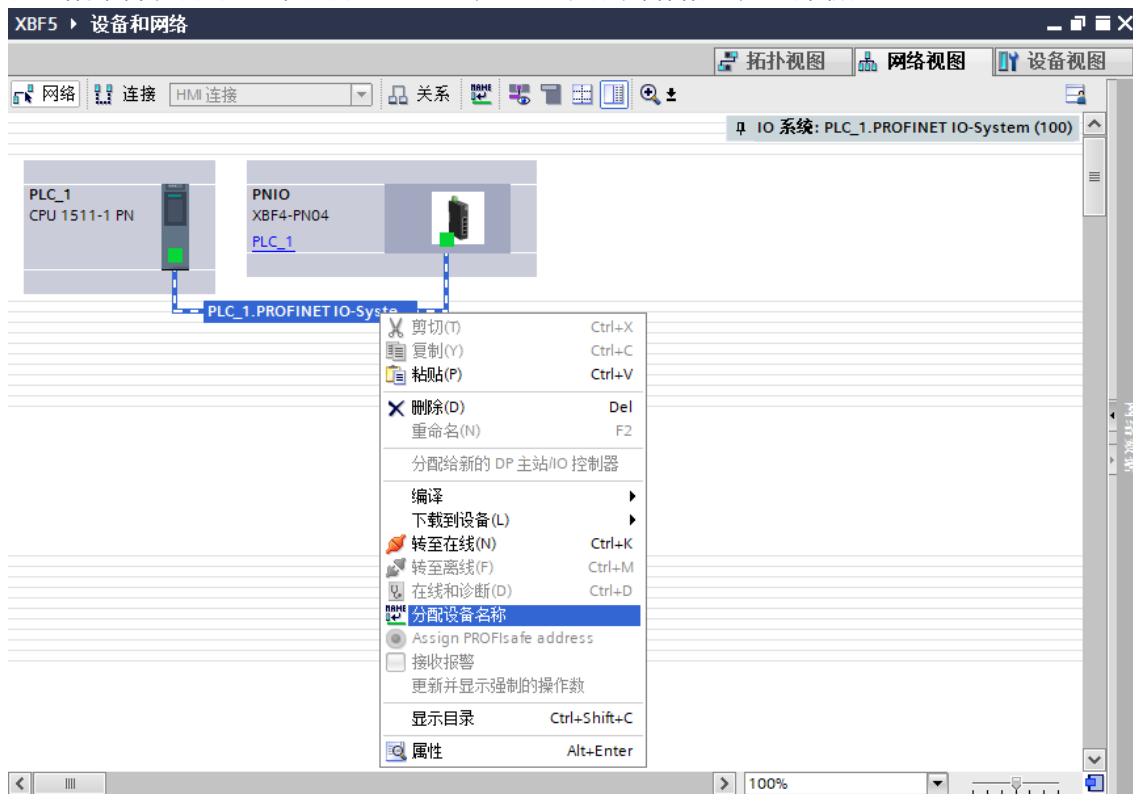 XBF5 ▸ 设备和网络
拓扑视图 网络视图 设备视图
网络 连接 HMI 连接 关系
IO 系统: PLC_1.PROFINET IO-System (100)
PLC_1
CPU 1511-1 PN
PNIO
XBF4-PN04
PLC_1
PLC_1.PROFINET IO-Syste
剪切(T) Ctrl+X
复制(Y) Ctrl+C
粘贴(P) Ctrl+V
删除(D) Del
重命名(N) F2
分配给新的 DP 主站/IO 控制器
编译
下载到设备(L)
转至在线(N) Ctrl+K
转至离线(F) Ctrl+M
在线和诊断(D) Ctrl+D
分配设备名称
Assign PROFIsafe address
接收报警
更新并显示强制的操作数
显示目录 Ctrl+Shift+C
属性 Alt+Enter
100%